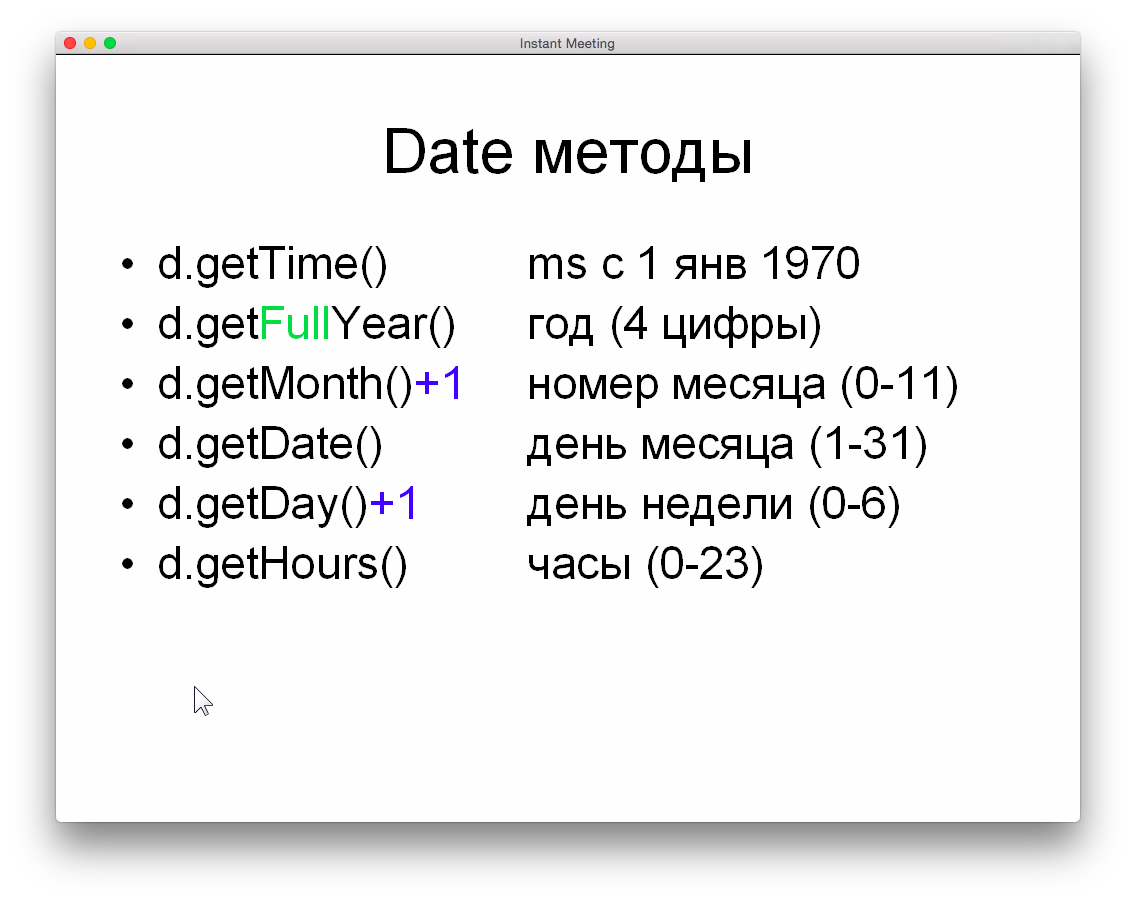 Instant Meeting
Date методы
• d.getTime() ms с 1 янв 1970
• d.getFullYear() год (4 цифры)
• d.getMonth()+1 номер месяца (0-11)
• d.getDate() день месяца (1-31)
• d.getDay()+1 день недели (0-6)
• d.getHours() часы (0-23)